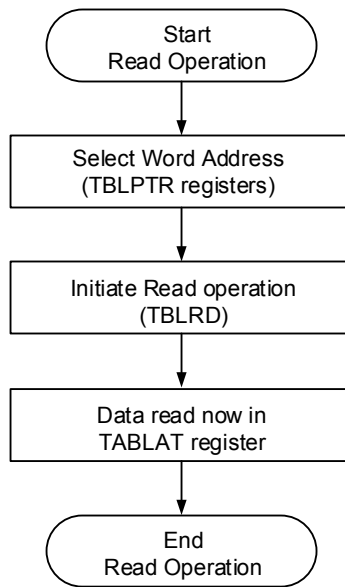 Start
Read Operation
Select Word Address
(TBLPTR registers)
Initiate Read operation
(TBLRD)
Data read now in
TABLAT register
End
Read Operation